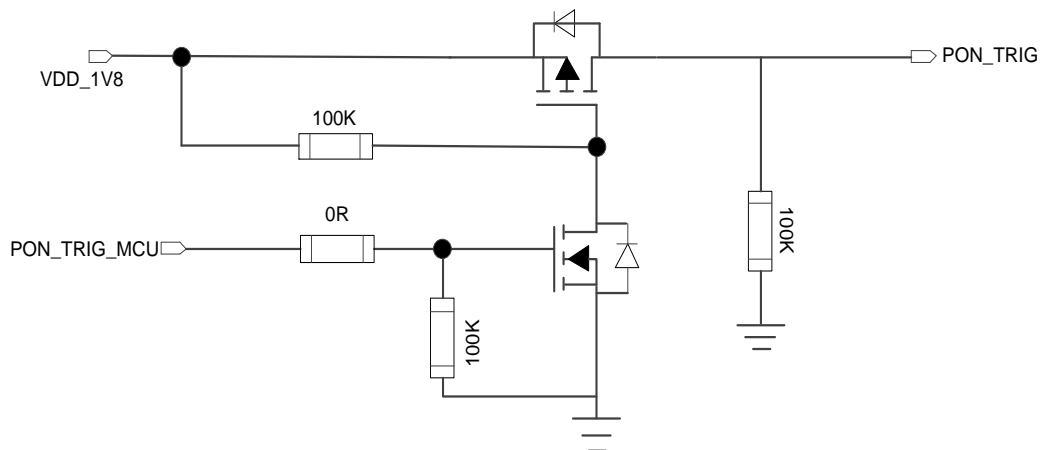 PON_TRIG
VDD_1V8
100K
0R
100K
PON_TRIG_MCU
100K